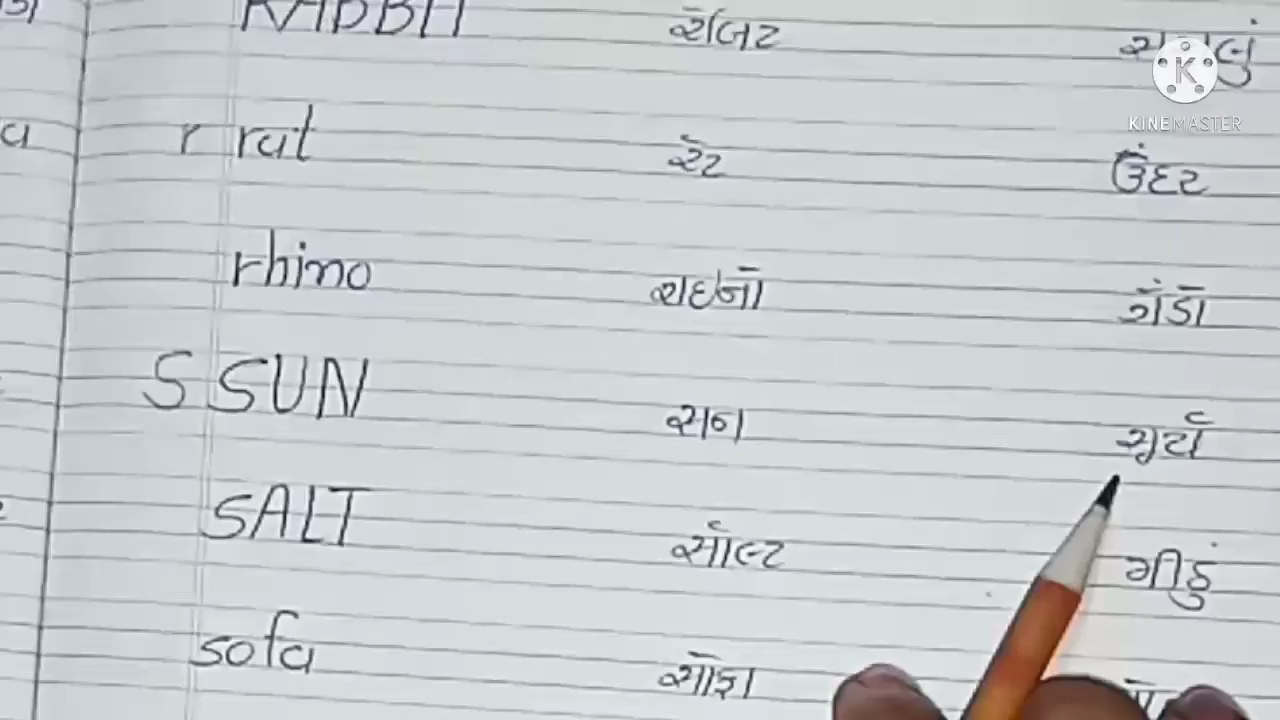 રેબિટ
r rat રેટ ઉંદર
rhino રાઇનો ગેંડો
S SUN સન સૂર્ય
SALT સૉલ્ટ મીઠું
sofa સોફા
KINEMASTER